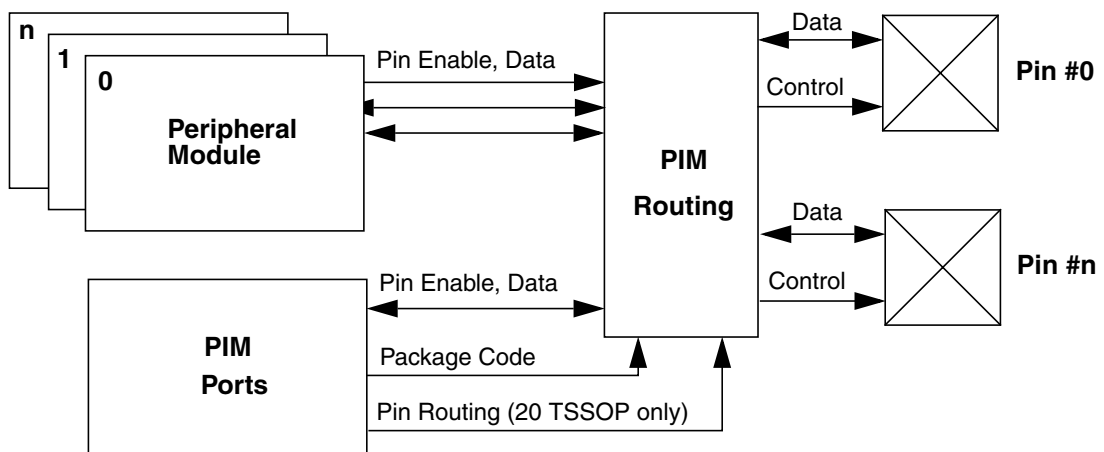 n
1
0
Peripheral
Module
Pin Enable, Data
PIM
Routing
Data
Control
Pin #0
Data
Control
Pin #n
PIM
Ports
Pin Enable, Data
Package Code
Pin Routing (20 TSSOP only)